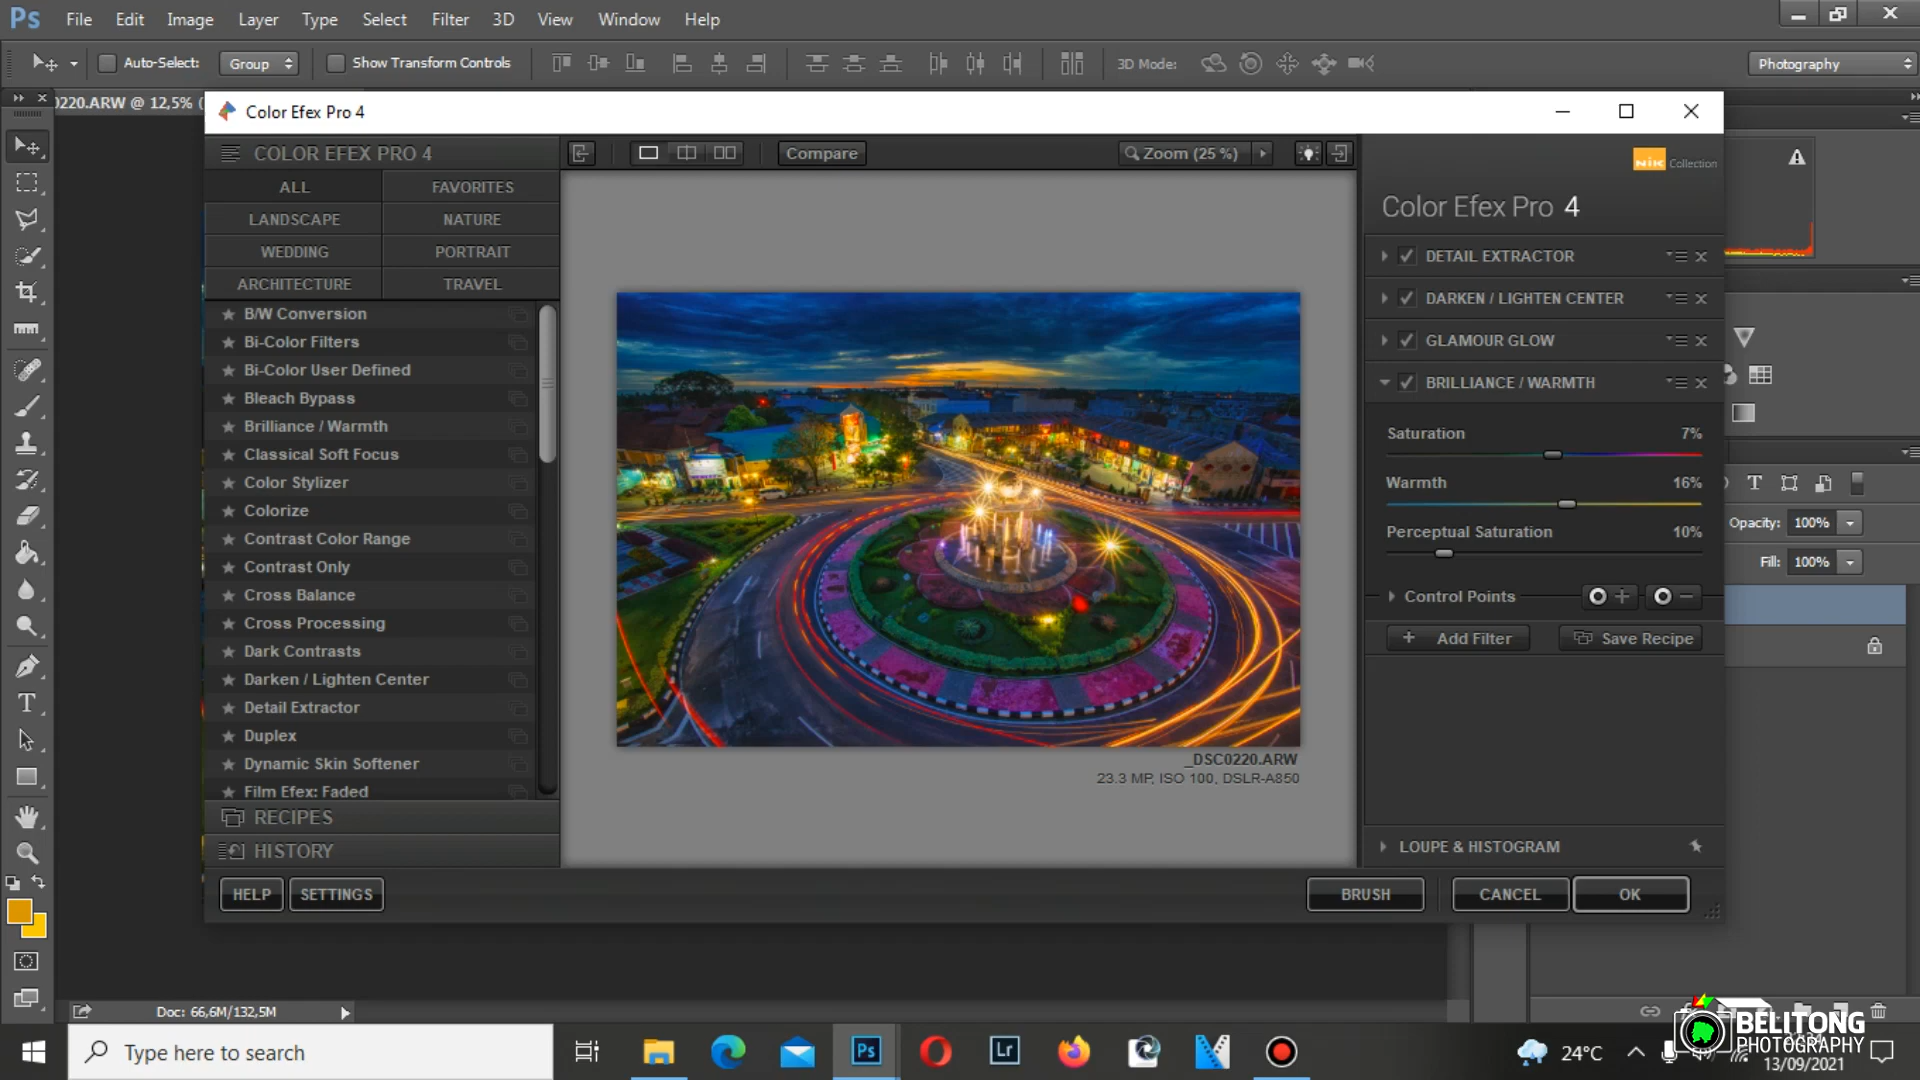 Ps File Edit Image Layer Type Select Filter 3D View Window Help
Auto-Select: Group Show Transform Controls 3D Mode: Photography
0220.ARW @ 12,5% (
Color Efex Pro 4
COLOR EFEX PRO 4 Compare Zoom (25 %)
nik Collection
ALL FAVORITES
LANDSCAPE NATURE
WEDDING PORTRAIT
ARCHITECTURE TRAVEL
B/W Conversion
Bi-Color Filters
Bi-Color User Defined
Bleach Bypass
Brilliance / Warmth
Classical Soft Focus
Color Stylizer
Colorize
Contrast Color Range
Contrast Only
Cross Balance
Cross Processing
Dark Contrasts
Darken / Lighten Center
Detail Extractor
Duplex
Dynamic Skin Softener
Film Efex: Faded
RECIPES
HISTORY
HELP SETTINGS
_DSC0220.ARW
23.3 MP, ISO 100, DSLR-A850
Color Efex Pro 4
DETAIL EXTRACTOR
DARKEN / LIGHTEN CENTER
GLAMOUR GLOW
BRILLIANCE / WARMTH
Saturation 7%
Warmth 16%
Perceptual Saturation 10%
Control Points
Add Filter Save Recipe
LOUPE & HISTOGRAM
BRUSH CANCEL OK
Opacity: 100%
Fill: 100%
Doc: 66,6M/132,5M
Type here to search
Ps Lr 24°C
BELITONG
PHOTOGRAPHY
13/09/2021